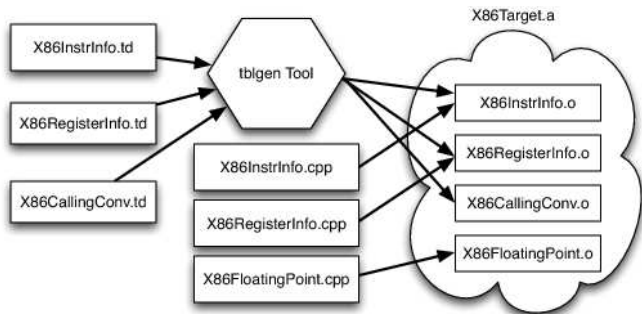 X86Target.a
X86InstrInfo.td
tblgen Tool
X86RegisterInfo.td
X86CallingConv.td
X86InstrInfo.cpp
X86RegisterInfo.cpp
X86FloatingPoint.cpp
X86InstrInfo.o
X86RegisterInfo.o
X86CallingConv.o
X86FloatingPoint.o